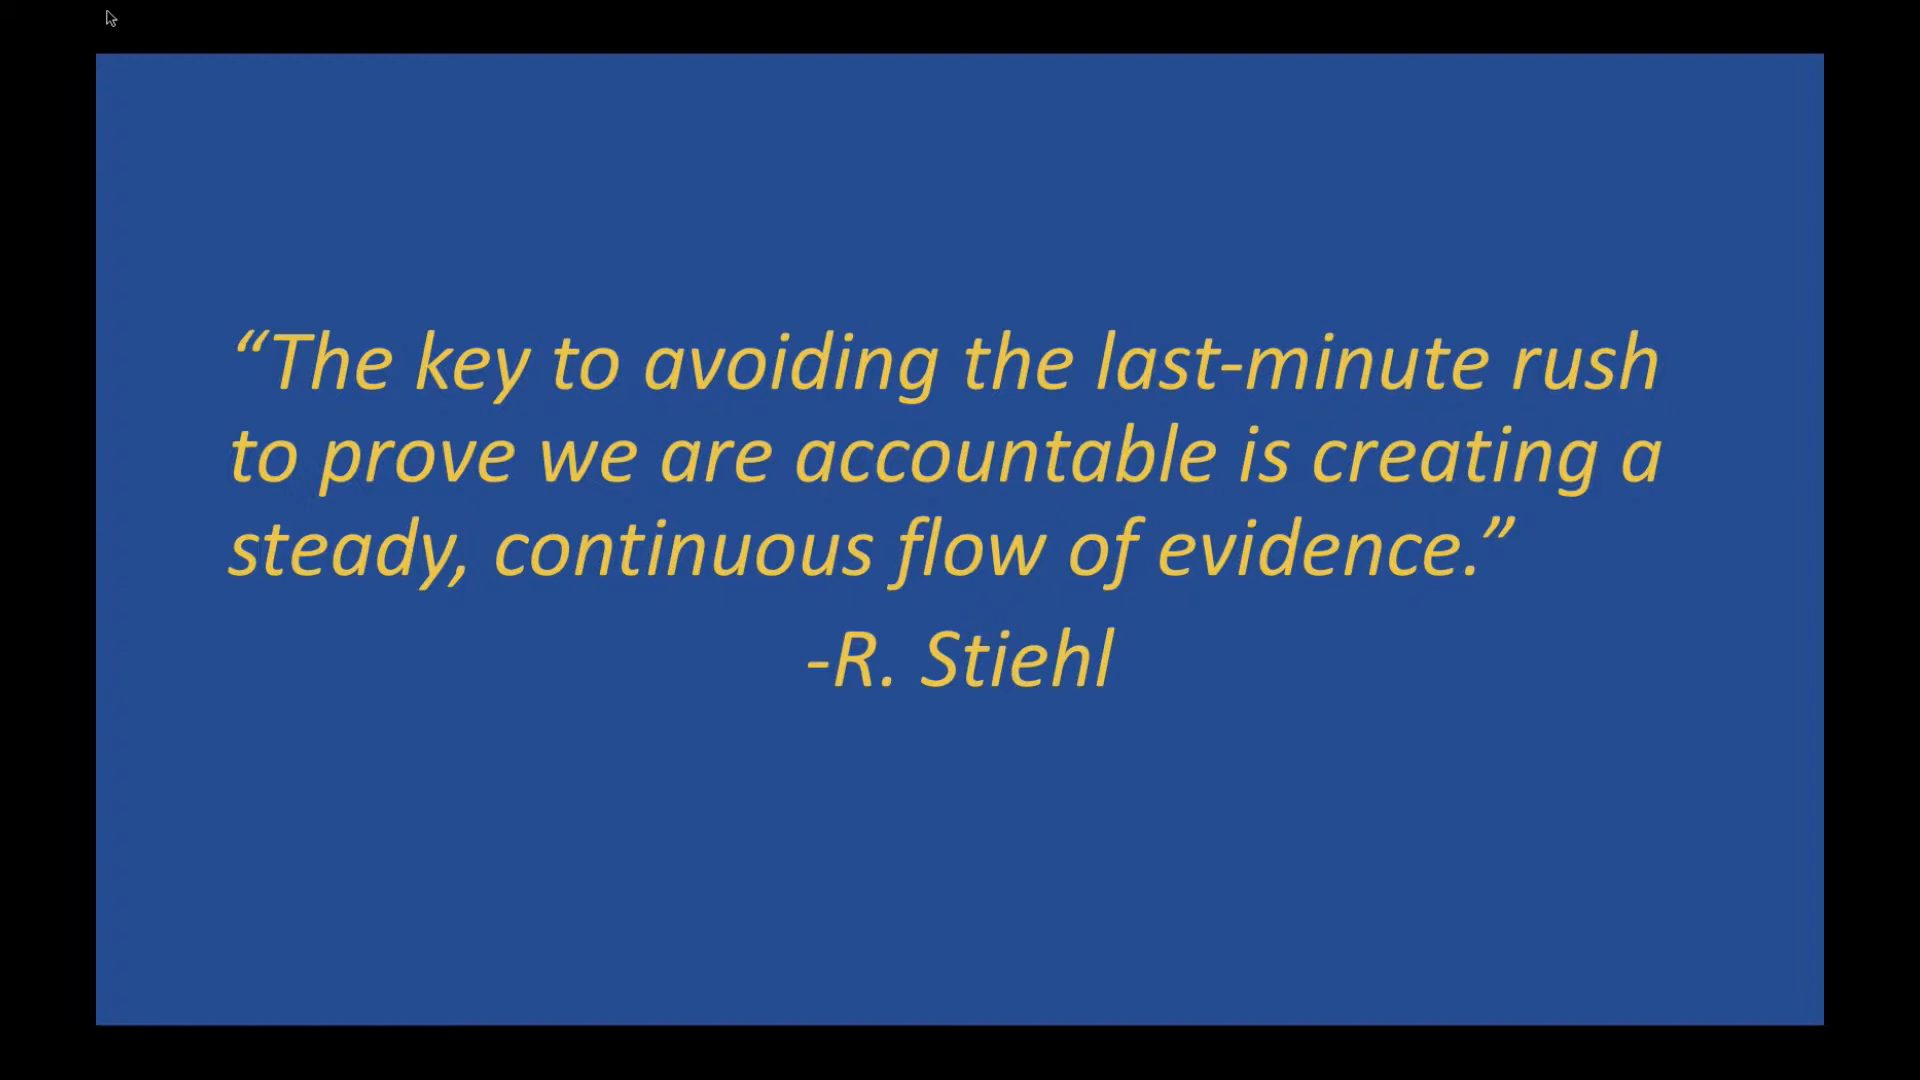 “The key to avoiding the last-minute rush
to prove we are accountable is creating a
steady, continuous flow of evidence.”
-R. Stiehl